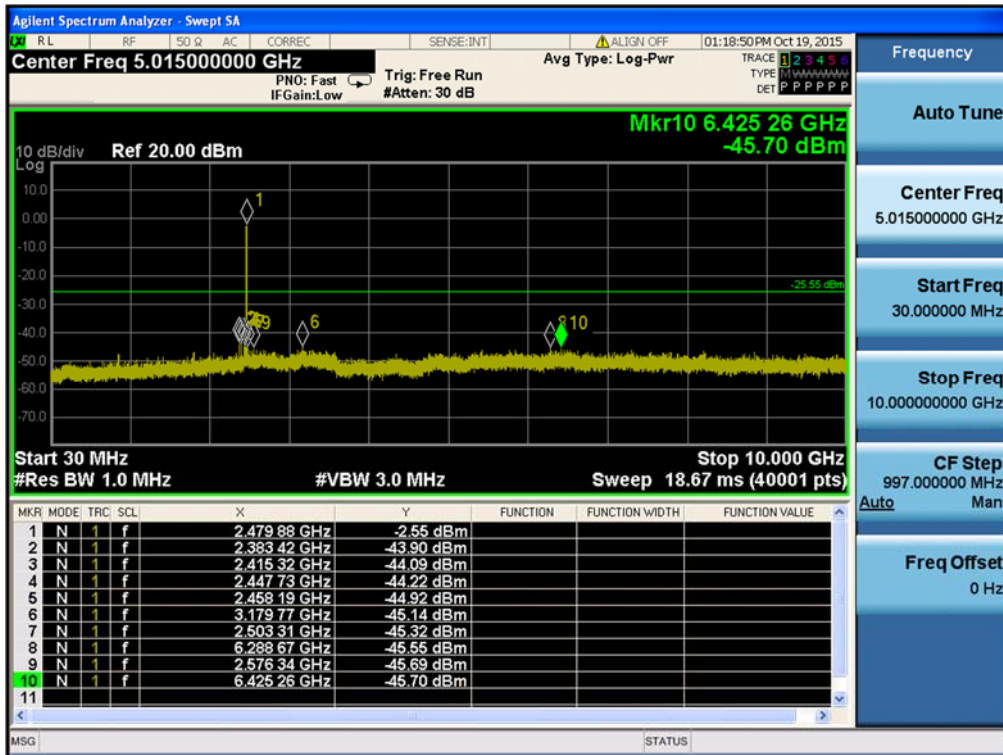 Agilent Spectrum Analyzer - Swept SA
LXI RL RF 50 Ω AC CORREC SENSE:INT ALIGN OFF 01:18:50 PM Oct 19, 2015
Center Freq 5.015000000 GHz
PNO: Fast
IFGain:Low
Trig: Free Run
#Atten: 30 dB
Avg Type: Log-Pwr
TRACE 1 2 3 4 5 6
TYPE M
DET P P P P P P
Mkr10 6.425 26 GHz
-45.70 dBm
10 dB/div Ref 20.00 dBm
Log
10.0
0.00
-10.0
-20.0
-30.0
-40.0
-50.0
-60.0
-70.0
1
-25.55 dBm
9
6
10
Start 30 MHz
Stop 10.000 GHz
#Res BW 1.0 MHz
#VBW 3.0 MHz
Sweep 18.67 ms (40001 pts)
MKR MODE TRC SCL X Y FUNCTION FUNCTION WIDTH FUNCTION VALUE
1 N 1 f 2.479 88 GHz -2.55 dBm
2 N 1 f 2.383 42 GHz -43.90 dBm
3 N 1 f 2.415 32 GHz -44.09 dBm
4 N 1 f 2.447 73 GHz -44.22 dBm
5 N 1 f 2.458 19 GHz -44.92 dBm
6 N 1 f 3.179 77 GHz -45.14 dBm
7 N 1 f 2.503 31 GHz -45.32 dBm
8 N 1 f 6.288 67 GHz -45.55 dBm
9 N 1 f 2.576 34 GHz -45.69 dBm
10 N 1 f 6.425 26 GHz -45.70 dBm
11
MSG
STATUS
Frequency
Auto Tune
Center Freq
5.015000000 GHz
Start Freq
30.000000 MHz
Stop Freq
10.000000000 GHz
CF Step
997.000000 MHz
Auto Man
Freq Offset
0 Hz